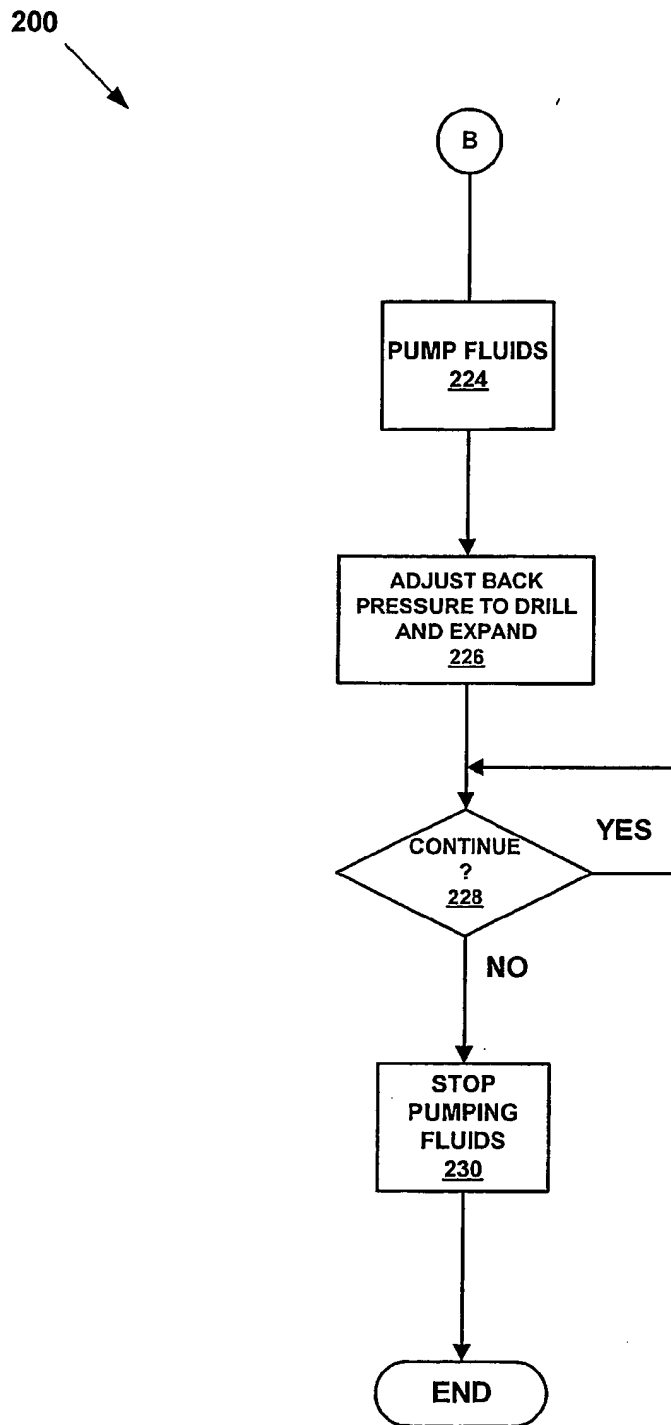 200
B
PUMP FLUIDS
224
ADJUST BACK
PRESSURE TO DRILL
AND EXPAND
226
CONTINUE
?
228
YES
NO
STOP
PUMPING
FLUIDS
230
END